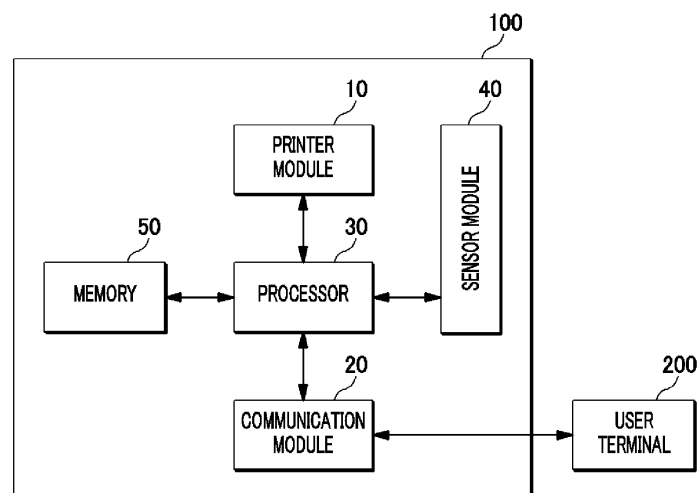 100
10
40
PRINTER
MODULE
SENSOR MODULE
50
30
MEMORY
PROCESSOR
20
200
COMMUNICATION
MODULE
USER
TERMINAL